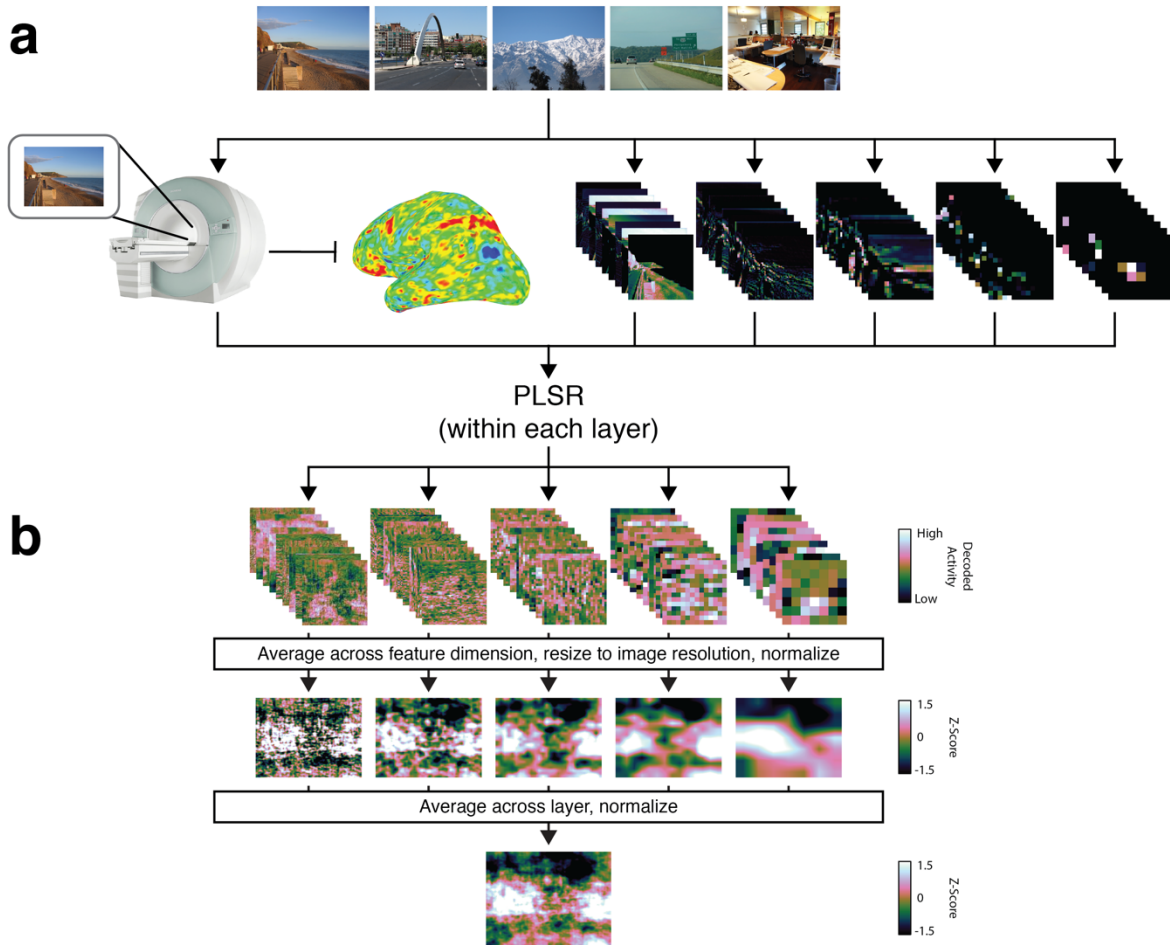 a
PLSR
(within each layer)
b
High
Low
Decoded
Activity
Average across feature dimension, resize to image resolution, normalize
1.5
0
-1.5
Z-Score
Average across layer, normalize
1.5
0
-1.5
Z-Score